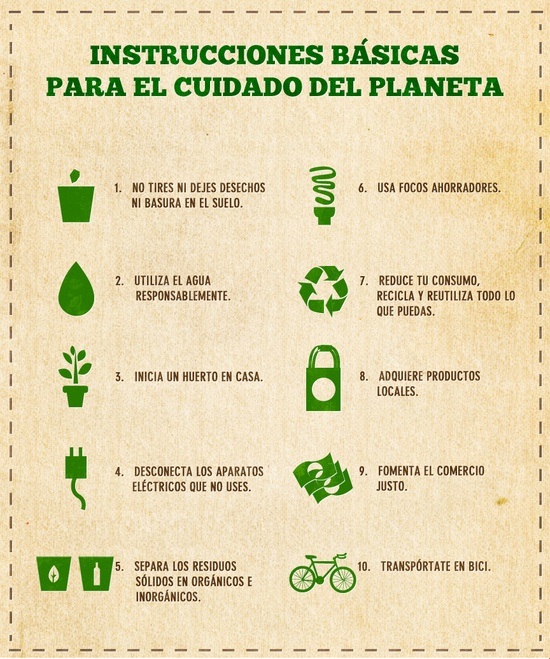 INSTRUCCIONES BÁSICAS
PARA EL CUIDADO DEL PLANETA
1. NO TIRES NI DEJES DESECHOS
NI BASURA EN EL SUELO.
2. UTILIZA EL AGUA
RESPONSABLEMENTE.
3. INICIA UN HUERTO EN CASA.
4. DESCONECTA LOS APARATOS
ELÉCTRICOS QUE NO USES.
5. SEPARA LOS RESIDUOS
SÓLIDOS EN ORGÁNICOS E
INORGÁNICOS.
6. USA FOCOS AHORRADORES.
7. REDUCE TU CONSUMO,
RECICLA Y REUTILIZA TODO LO
QUE PUEDAS.
8. ADQUIERE PRODUCTOS
LOCALES.
9. FOMENTA EL COMERCIO
JUSTO.
10. TRANSPÓRTATE EN BICI.